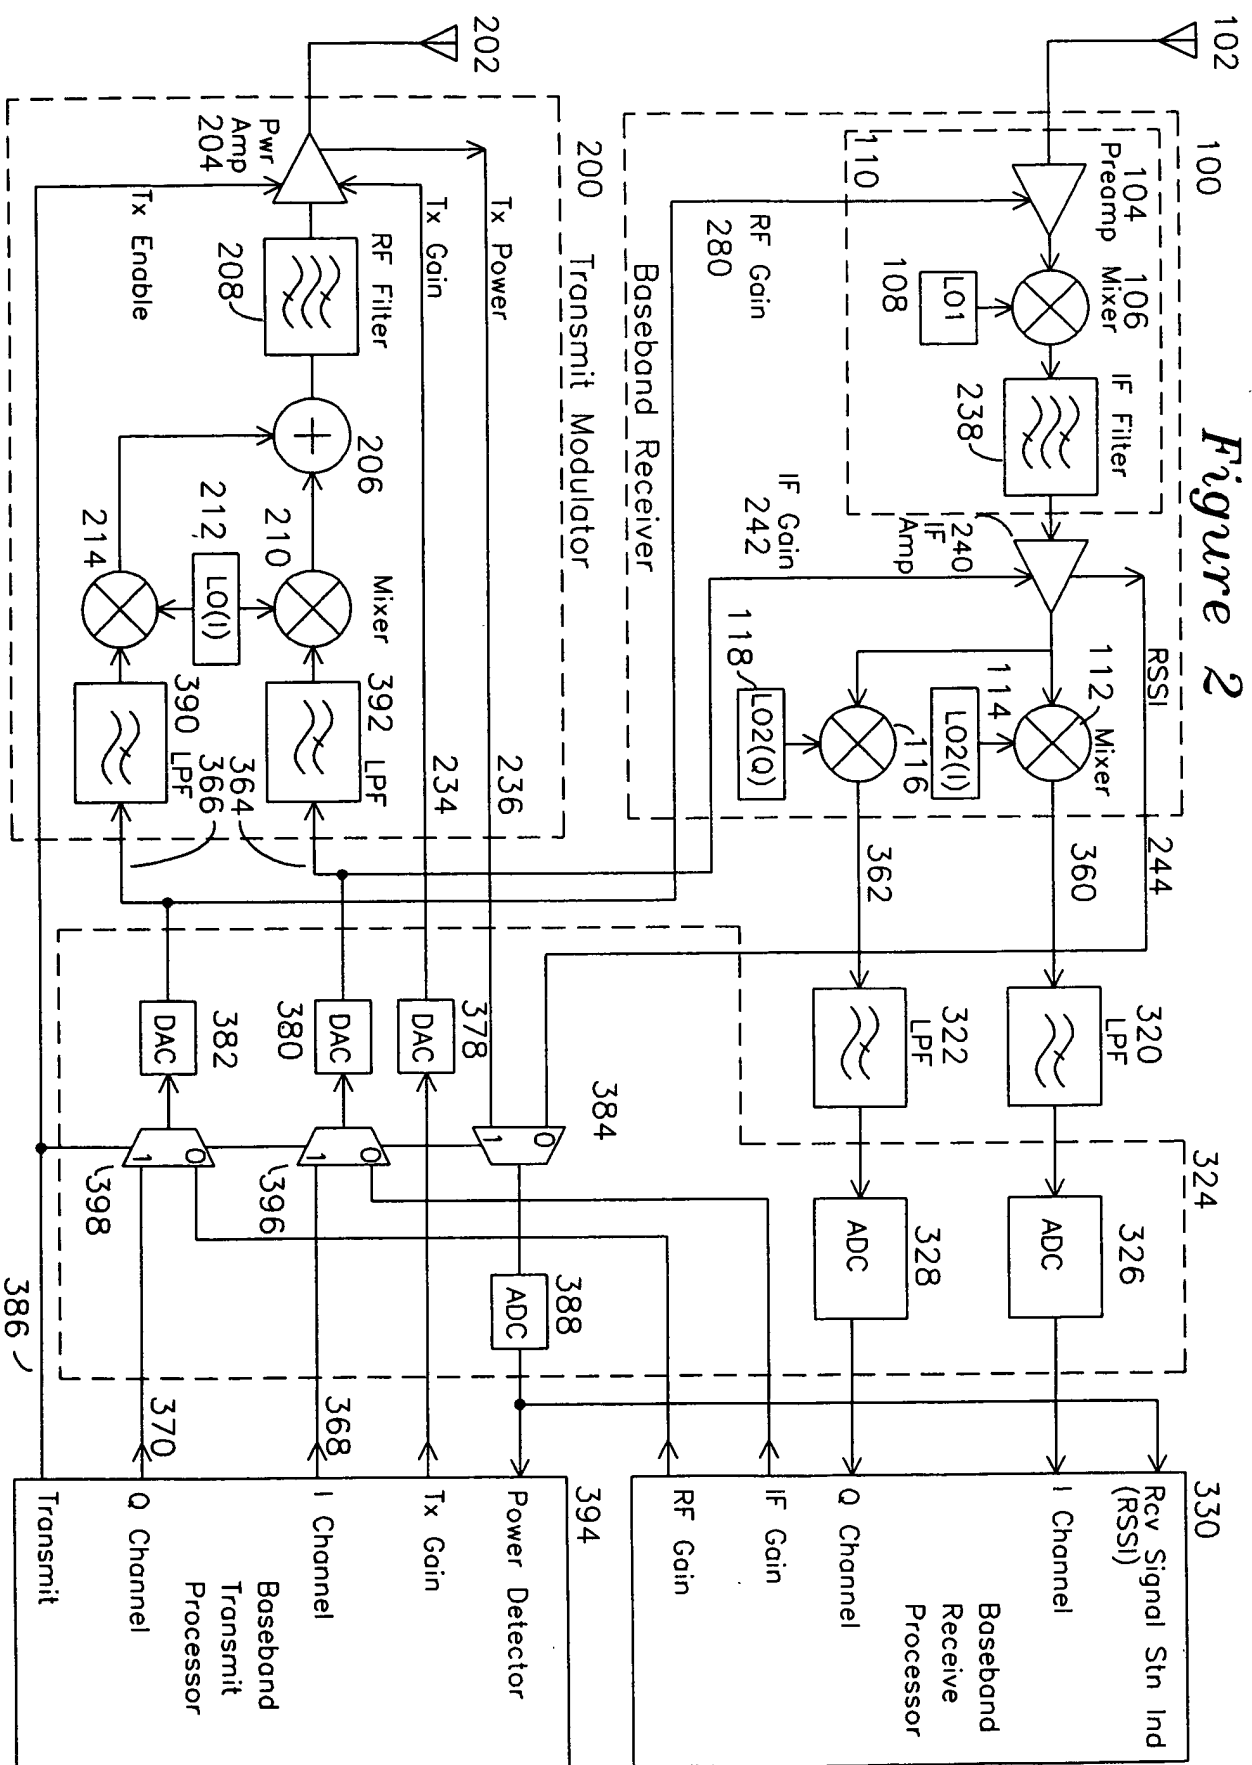 Figure 2
102
100
104
Preamp
106
Mixer
110
LO1
108
IF Filter
238
240
IF
Amp
RSSI
112
Mixer
114
LO2(I)
116
118
LO2(Q)
RF Gain
280
IF Gain
242
Baseband Receiver
244
360
362
320
LPF
322
LPF
324
326
ADC
328
ADC
330
Rcv Signal Stn Ind
(RSSI)
I Channel
Q Channel
IF Gain
RF Gain
Baseband
Receive
Processor
202
200
Transmit Modulator
Pwr
Amp
204
Tx Power
Tx Gain
Tx Enable
RF Filter
208
206
Mixer
210
212
LO(I)
214
392
LPF
390
LPF
364
366
236
234
378
DAC
380
DAC
382
DAC
384
0
1
396
0
1
398
0
1
388
ADC
386
368
370
394
Power Detector
Tx Gain
I Channel
Q Channel
Transmit
Baseband
Transmit
Processor